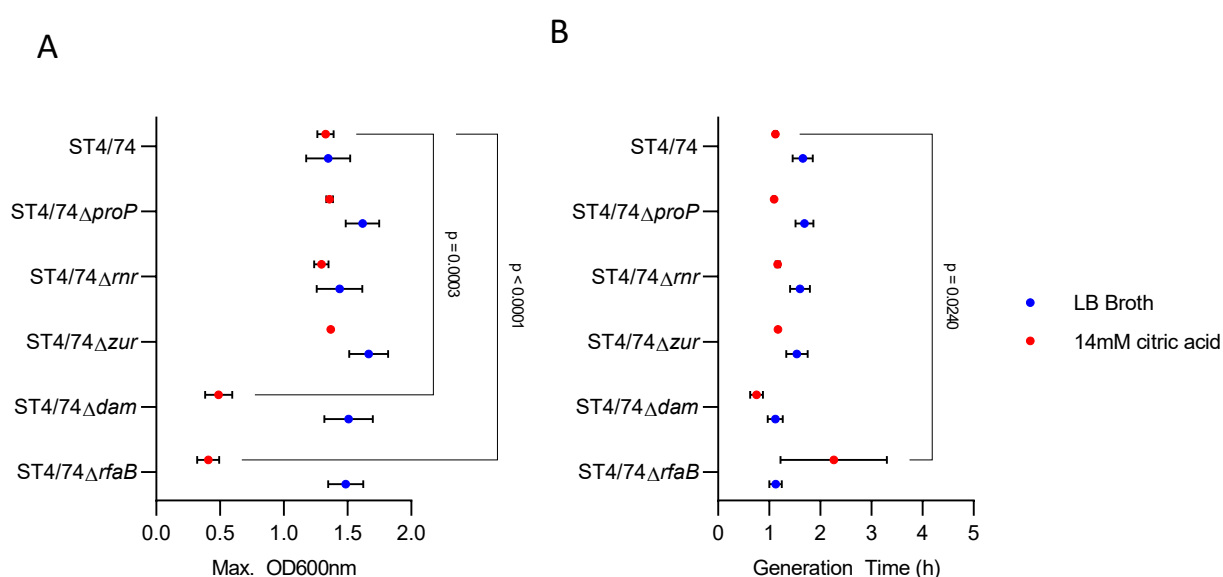 A
ST4/74
ST4/74ΔproP
ST4/74Δrnr
ST4/74Δzur
ST4/74Δdam
ST4/74ΔrfaB
p = 0.0003
p < 0.0001
0.0 0.5 1.0 1.5 2.0
Max. OD600nm
B
ST4/74
ST4/74ΔproP
ST4/74Δrnr
ST4/74Δzur
ST4/74Δdam
ST4/74ΔrfaB
p = 0.0240
0 1 2 3 4 5
Generation Time (h)
LB Broth
14mM citric acid